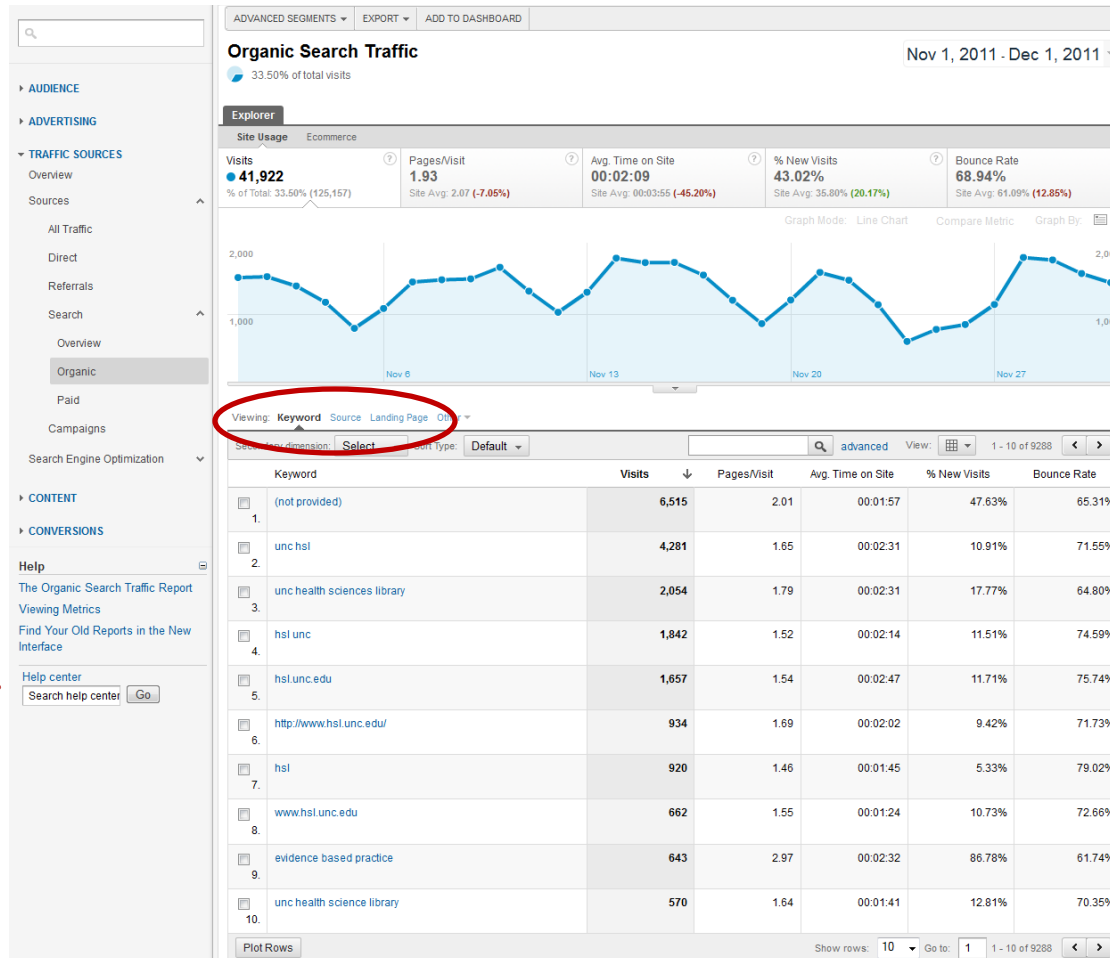 ADVANCED SEGMENTS EXPORT ADD TO DASHBOARD
Organic Search Traffic
Nov 1, 2011 - Dec 1, 2011
33.50% of total visits
AUDIENCE
ADVERTISING
TRAFFIC SOURCES
Overview
Sources
All Traffic
Direct
Referrals
Search
Overview
Organic
Paid
Campaigns
Search Engine Optimization
CONTENT
CONVERSIONS
Help
The Organic Search Traffic Report
Viewing Metrics
Find Your Old Reports in the New
Interface
Help center
Search help center Go
Explorer
Site Usage Ecommerce
Visits
41,922
% of Total: 33.50% (125,157)
Pages/Visit
1.93
Site Avg: 2.07 (-7.05%)
Avg. Time on Site
00:02:09
Site Avg: 00:03:55 (-45.20%)
% New Visits
43.02%
Site Avg: 35.80% (20.17%)
Bounce Rate
68.94%
Site Avg: 61.09% (12.85%)
Graph Mode: Line Chart Compare Metric Graph By:
2,000 2,0
1,000 1,0
Nov 6 Nov 13 Nov 20 Nov 27
Viewing: Keyword Source Landing Page Other
Secondary dimension: Select Sort Type: Default advanced View: 1 - 10 of 9288
Keyword Visits Pages/Visit Avg. Time on Site % New Visits Bounce Rate
1. (not provided) 6,515 2.01 00:01:57 47.63% 65.31%
2. unc hsl 4,281 1.65 00:02:31 10.91% 71.55%
3. unc health sciences library 2,054 1.79 00:02:31 17.77% 64.80%
4. hsl unc 1,842 1.52 00:02:14 11.51% 74.59%
5. hsl.unc.edu 1,657 1.54 00:02:47 11.71% 75.74%
6. http://www.hsl.unc.edu/ 934 1.69 00:02:02 9.42% 71.73%
7. hsl 920 1.46 00:01:45 5.33% 79.02%
8. www.hsl.unc.edu 662 1.55 00:01:24 10.73% 72.66%
9. evidence based practice 643 2.97 00:02:32 86.78% 61.74%
10. unc health science library 570 1.64 00:01:41 12.81% 70.35%
Plot Rows Show rows: 10 Go to: 1 1 - 10 of 9288